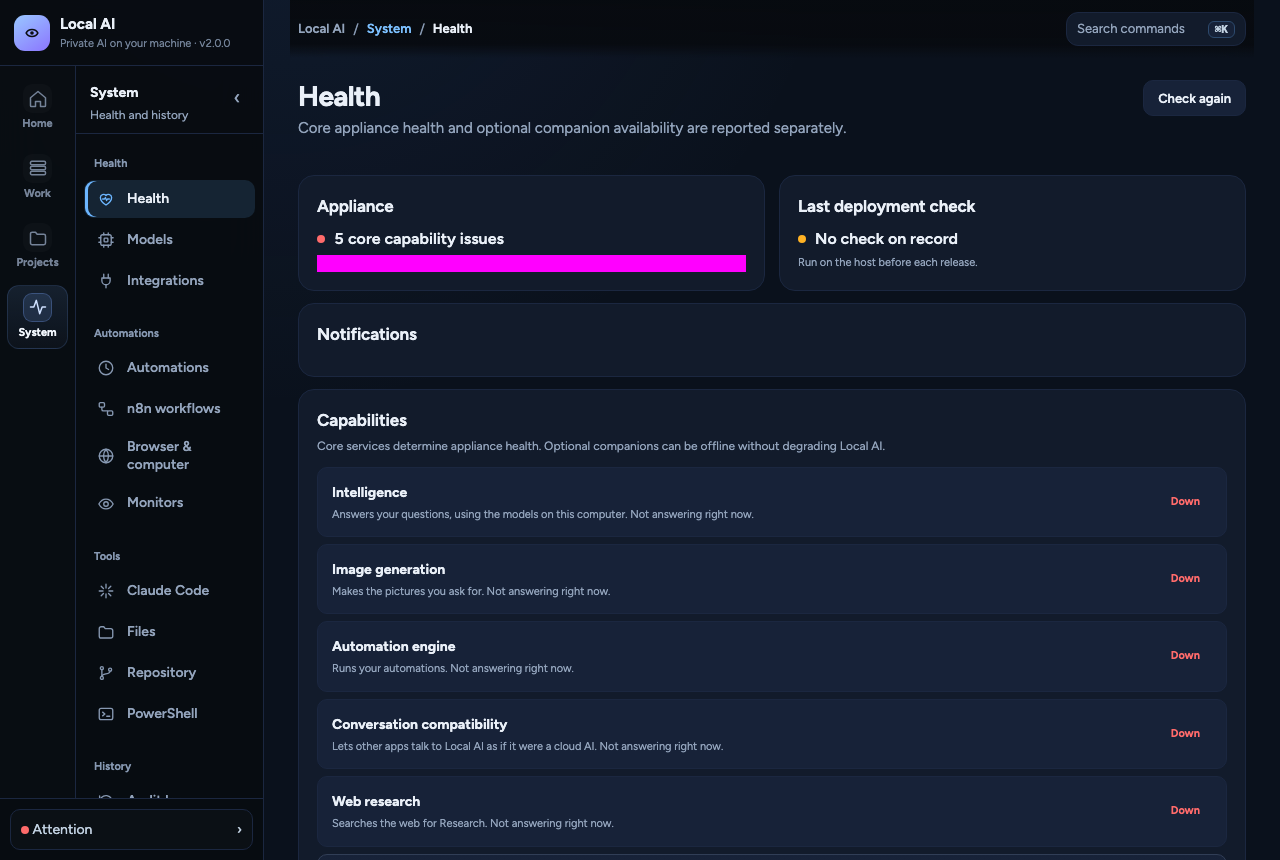 Local AI
Private AI on your machine · v2.0.0
Home
Work
Projects
System
System
Health and history
Health
Health
Models
Integrations
Automations
Automations
n8n workflows
Browser &
computer
Monitors
Tools
Claude Code
Files
Repository
PowerShell
History
Attention
Local AI / System / Health
Search commands ⌘K
Health
Check again
Core appliance health and optional companion availability are reported separately.
Appliance
5 core capability issues
Last deployment check
No check on record
Run on the host before each release.
Notifications
Capabilities
Core services determine appliance health. Optional companions can be offline without degrading Local AI.
Intelligence
Answers your questions, using the models on this computer. Not answering right now.
Down
Image generation
Makes the pictures you ask for. Not answering right now.
Down
Automation engine
Runs your automations. Not answering right now.
Down
Conversation compatibility
Lets other apps talk to Local AI as if it were a cloud AI. Not answering right now.
Down
Web research
Searches the web for Research. Not answering right now.
Down